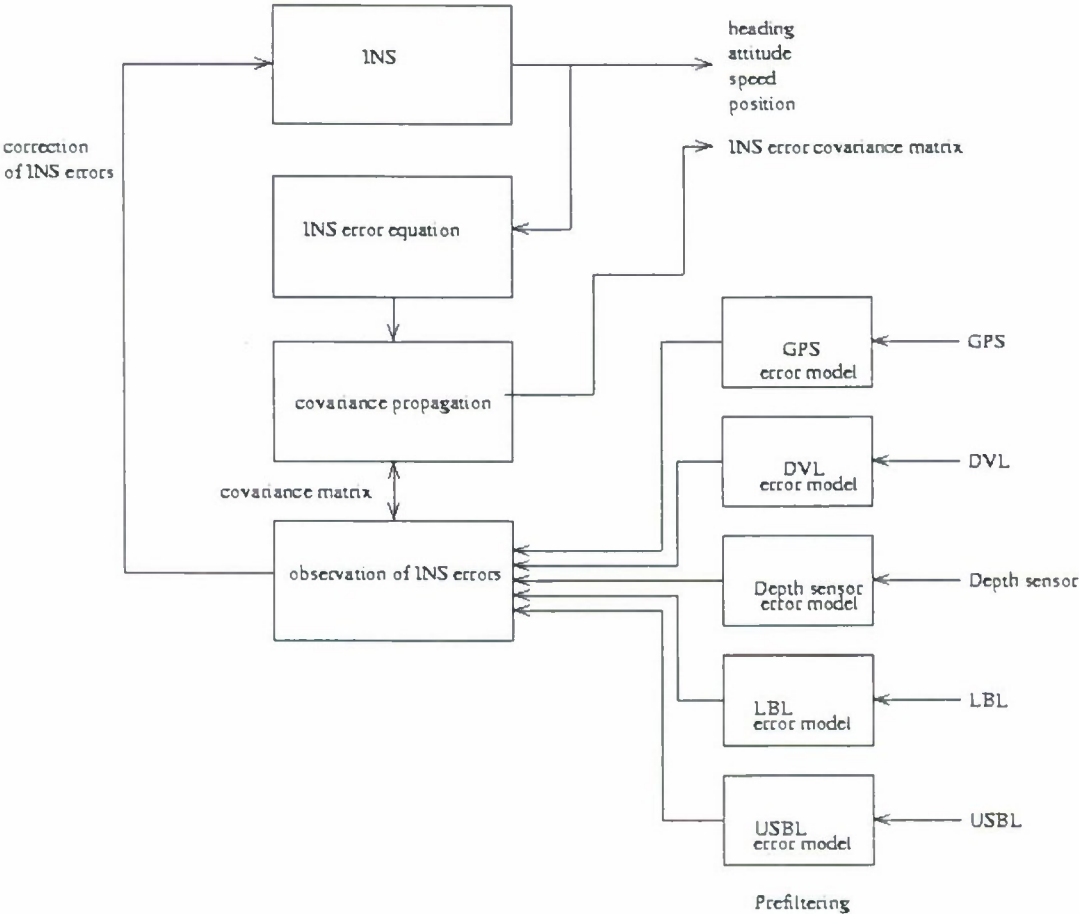 INS
heading
attitude
speed
position
correction
of INS errors
INS error covariance matrix
INS error equation
GPS
error model
GPS
covariance propagation
DVL
error model
DVL
covariance matrix
observation of INS errors
Depth sensor
error model
Depth sensor
LBL
error model
LBL
USBL
error model
USBL
Prefiltering